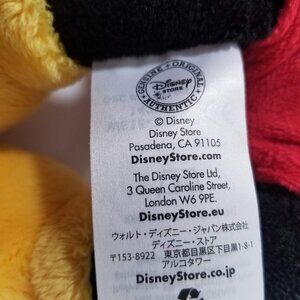 GENUINE • ORIGINAL
Disney
STORE
AUTHENTIC
© Disney
Disney Store
Pasadena, CA 91105
DisneyStore.com
The Disney Store Ltd,
3 Queen Caroline Street,
London W6 9PE.
DisneyStore.eu
ウォルト・ディズニー・ジャパン株式会社
ディズニー・ストア
〒153-8922 東京都目黒区下目黒1-8-1
アルコタワー
DisneyStore.co.jp